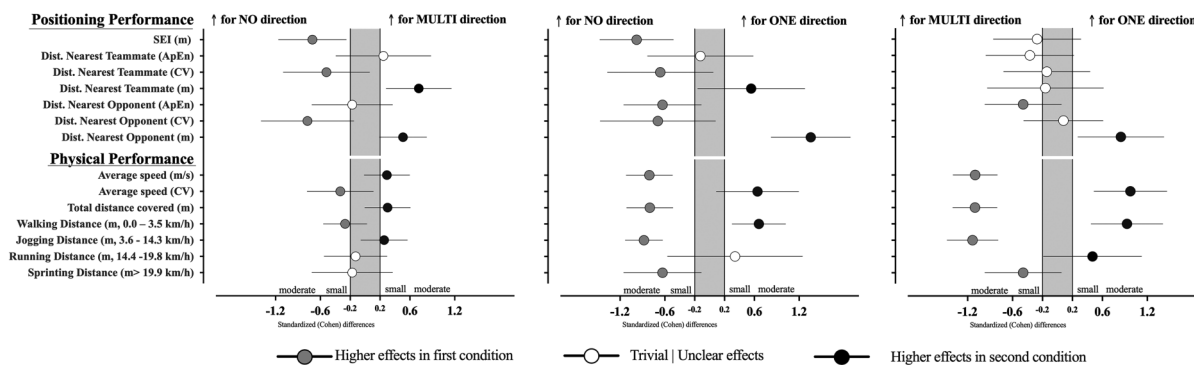 Positioning Performance
↑ for NO direction
↑ for MULTI direction
↑ for NO direction
↑ for ONE direction
↑ for MULTI direction
↑ for ONE direction
SEI (m)
Dist. Nearest Teammate (ApEn)
Dist. Nearest Teammate (CV)
Dist. Nearest Teammate (m)
Dist. Nearest Opponent (ApEn)
Dist. Nearest Opponent (CV)
Dist. Nearest Opponent (m)
Physical Performance
Average speed (m/s)
Average speed (CV)
Total distance covered (m)
Walking Distance (m, 0.0 – 3.5 km/h)
Jogging Distance (m, 3.6 - 14.3 km/h)
Running Distance (m, 14.4 -19.8 km/h)
Sprinting Distance (m> 19.9 km/h)
moderate small small moderate
moderate small small moderate
moderate small small moderate
-1.2 -0.6 -0.2 0.2 0.6 1.2
-1.2 -0.6 -0.2 0.2 0.6 1.2
-1.2 -0.6 -0.2 0.2 0.6 1.2
Standardized (Cohen) differences
Standardized (Cohen) differences
Standardized (Cohen) differences
Higher effects in first condition
Trivial | Unclear effects
Higher effects in second condition